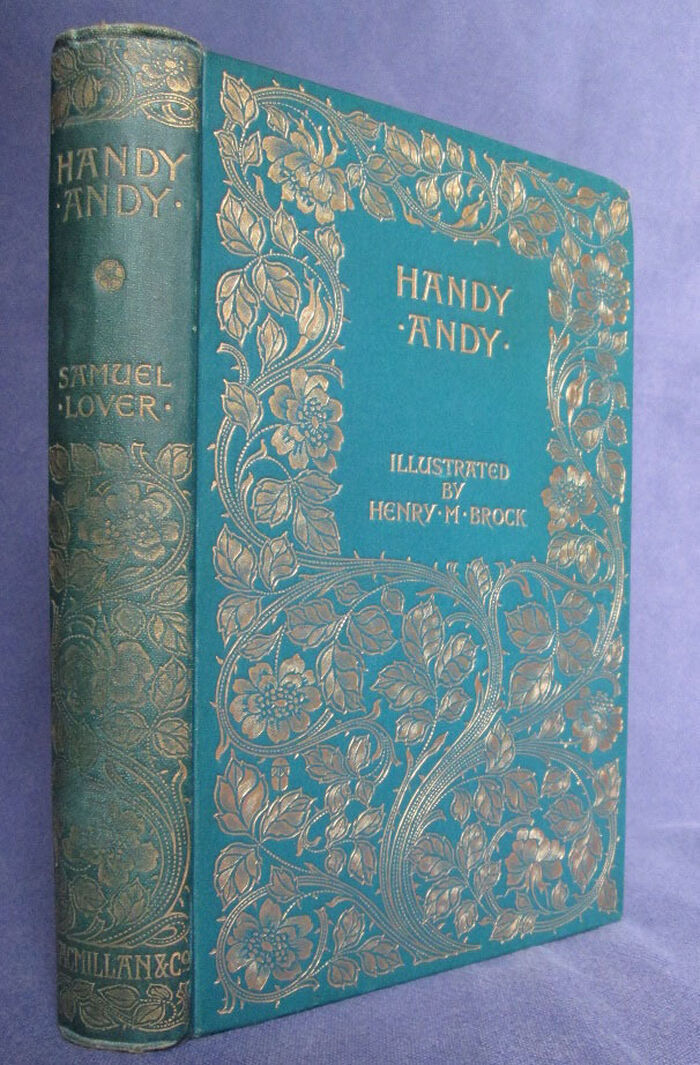 HANDY
·ANDY·
SAMUEL
·LOVER·
MACMILLAN&CO
HANDY
·ANDY·
ILLUSTRATED
BY
HENRY·M·BROCK